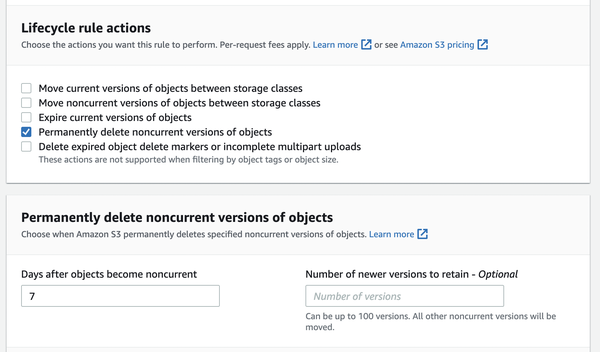 Lifecycle rule actions
Choose the actions you want this rule to perform. Per-request fees apply. Learn more or see Amazon S3 pricing
Move current versions of objects between storage classes
Move noncurrent versions of objects between storage classes
Expire current versions of objects
Permanently delete noncurrent versions of objects
Delete expired object delete markers or incomplete multipart uploads
These actions are not supported when filtering by object tags or object size.
Permanently delete noncurrent versions of objects
Choose when Amazon S3 permanently deletes specified noncurrent versions of objects. Learn more
Days after objects become noncurrent
7
Number of newer versions to retain - Optional
Number of versions
Can be up to 100 versions. All other noncurrent versions will be
moved.